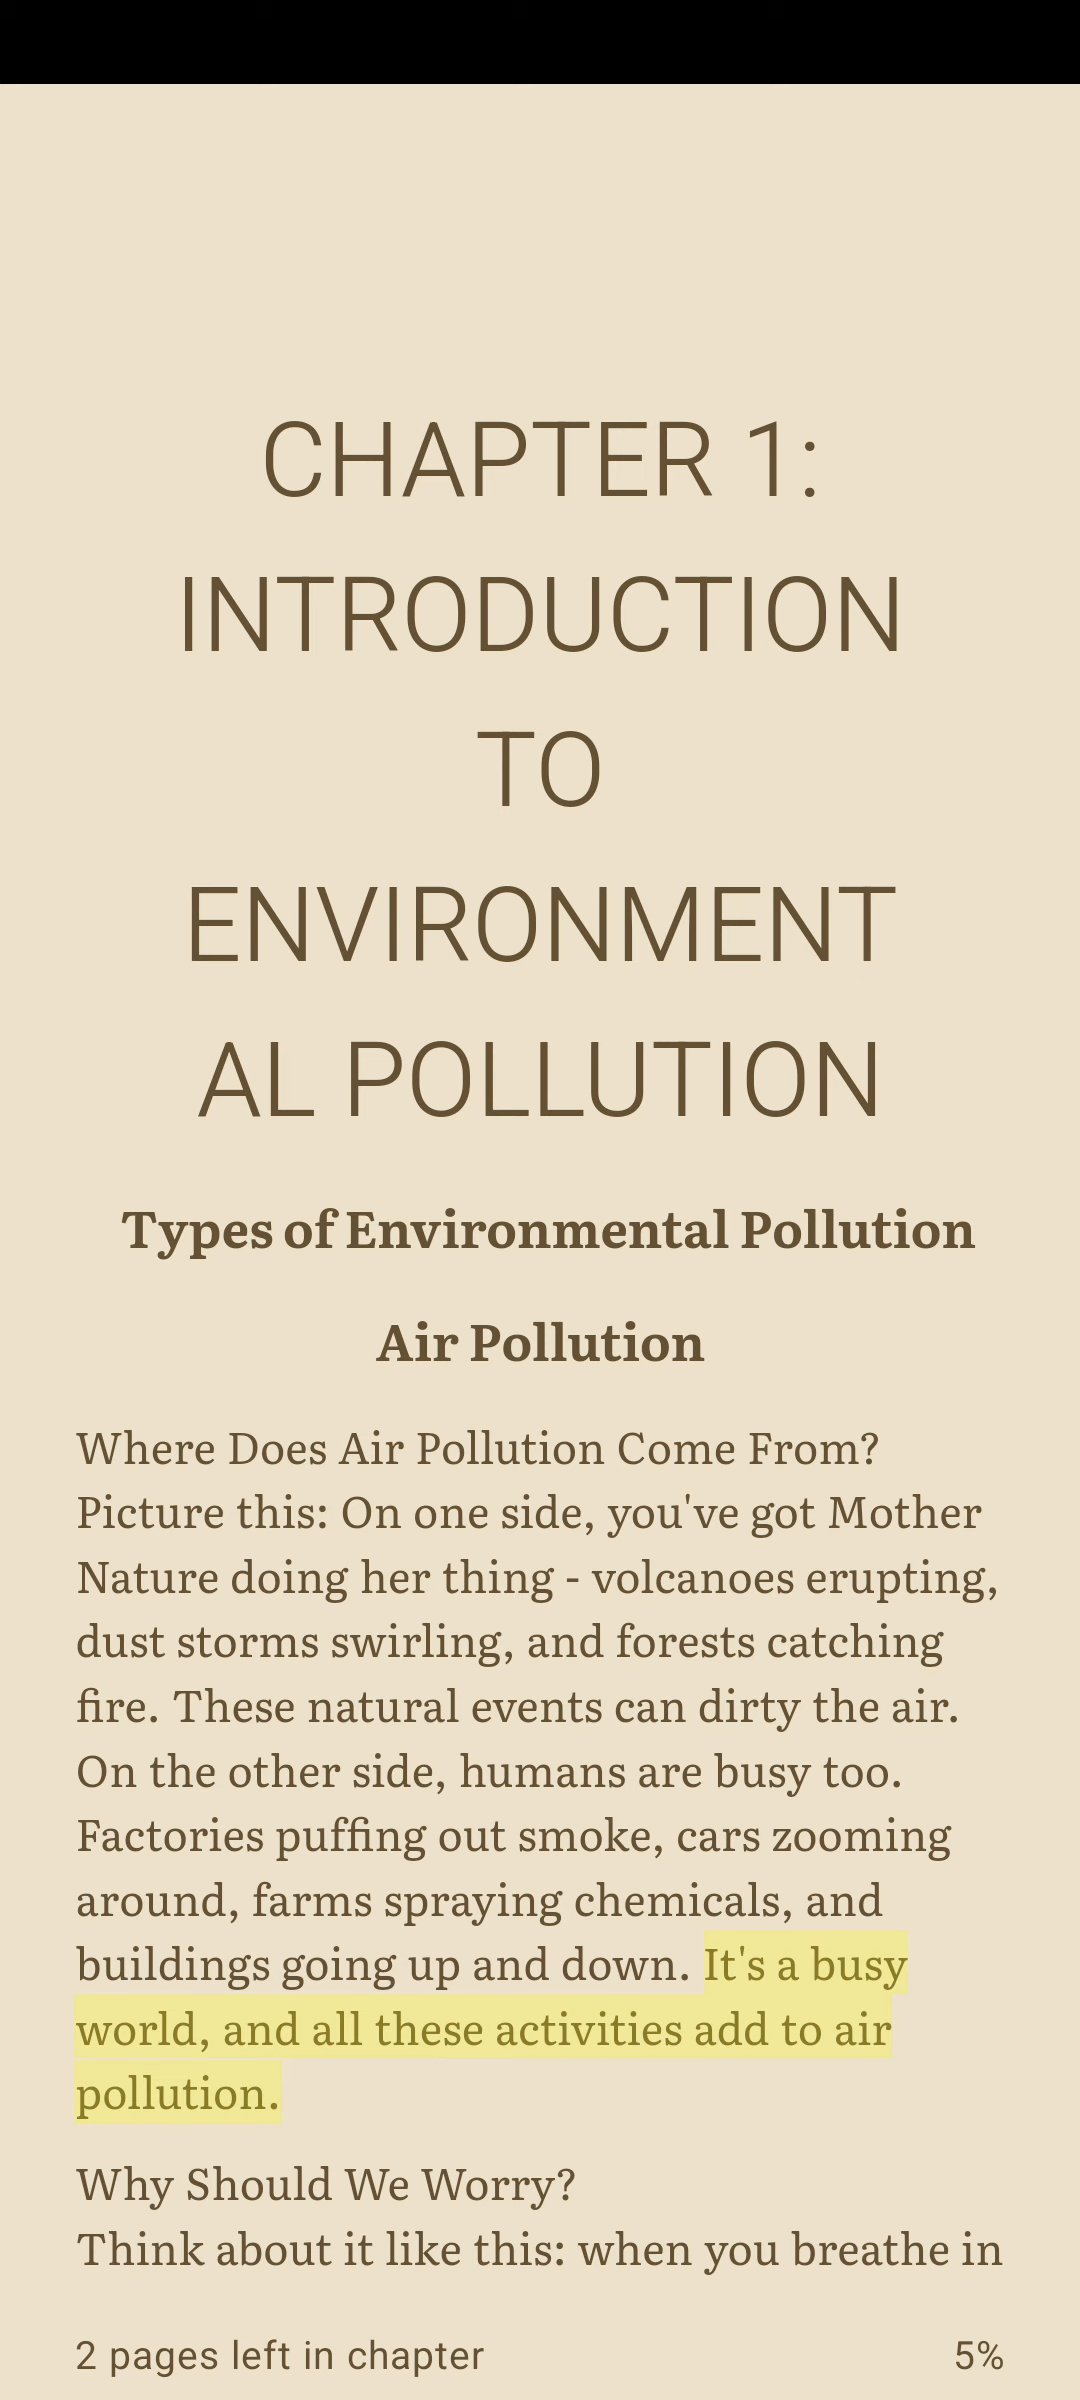 CHAPTER 1:
INTRODUCTION
TO
ENVIRONMENT
AL POLLUTION
Types of Environmental Pollution
Air Pollution
Where Does Air Pollution Come From?
Picture this: On one side, you've got Mother
Nature doing her thing - volcanoes erupting,
dust storms swirling, and forests catching
fire. These natural events can dirty the air.
On the other side, humans are busy too.
Factories puffing out smoke, cars zooming
around, farms spraying chemicals, and
buildings going up and down. It's a busy
world, and all these activities add to air
pollution.
Why Should We Worry?
Think about it like this: when you breathe in
2 pages left in chapter 5%